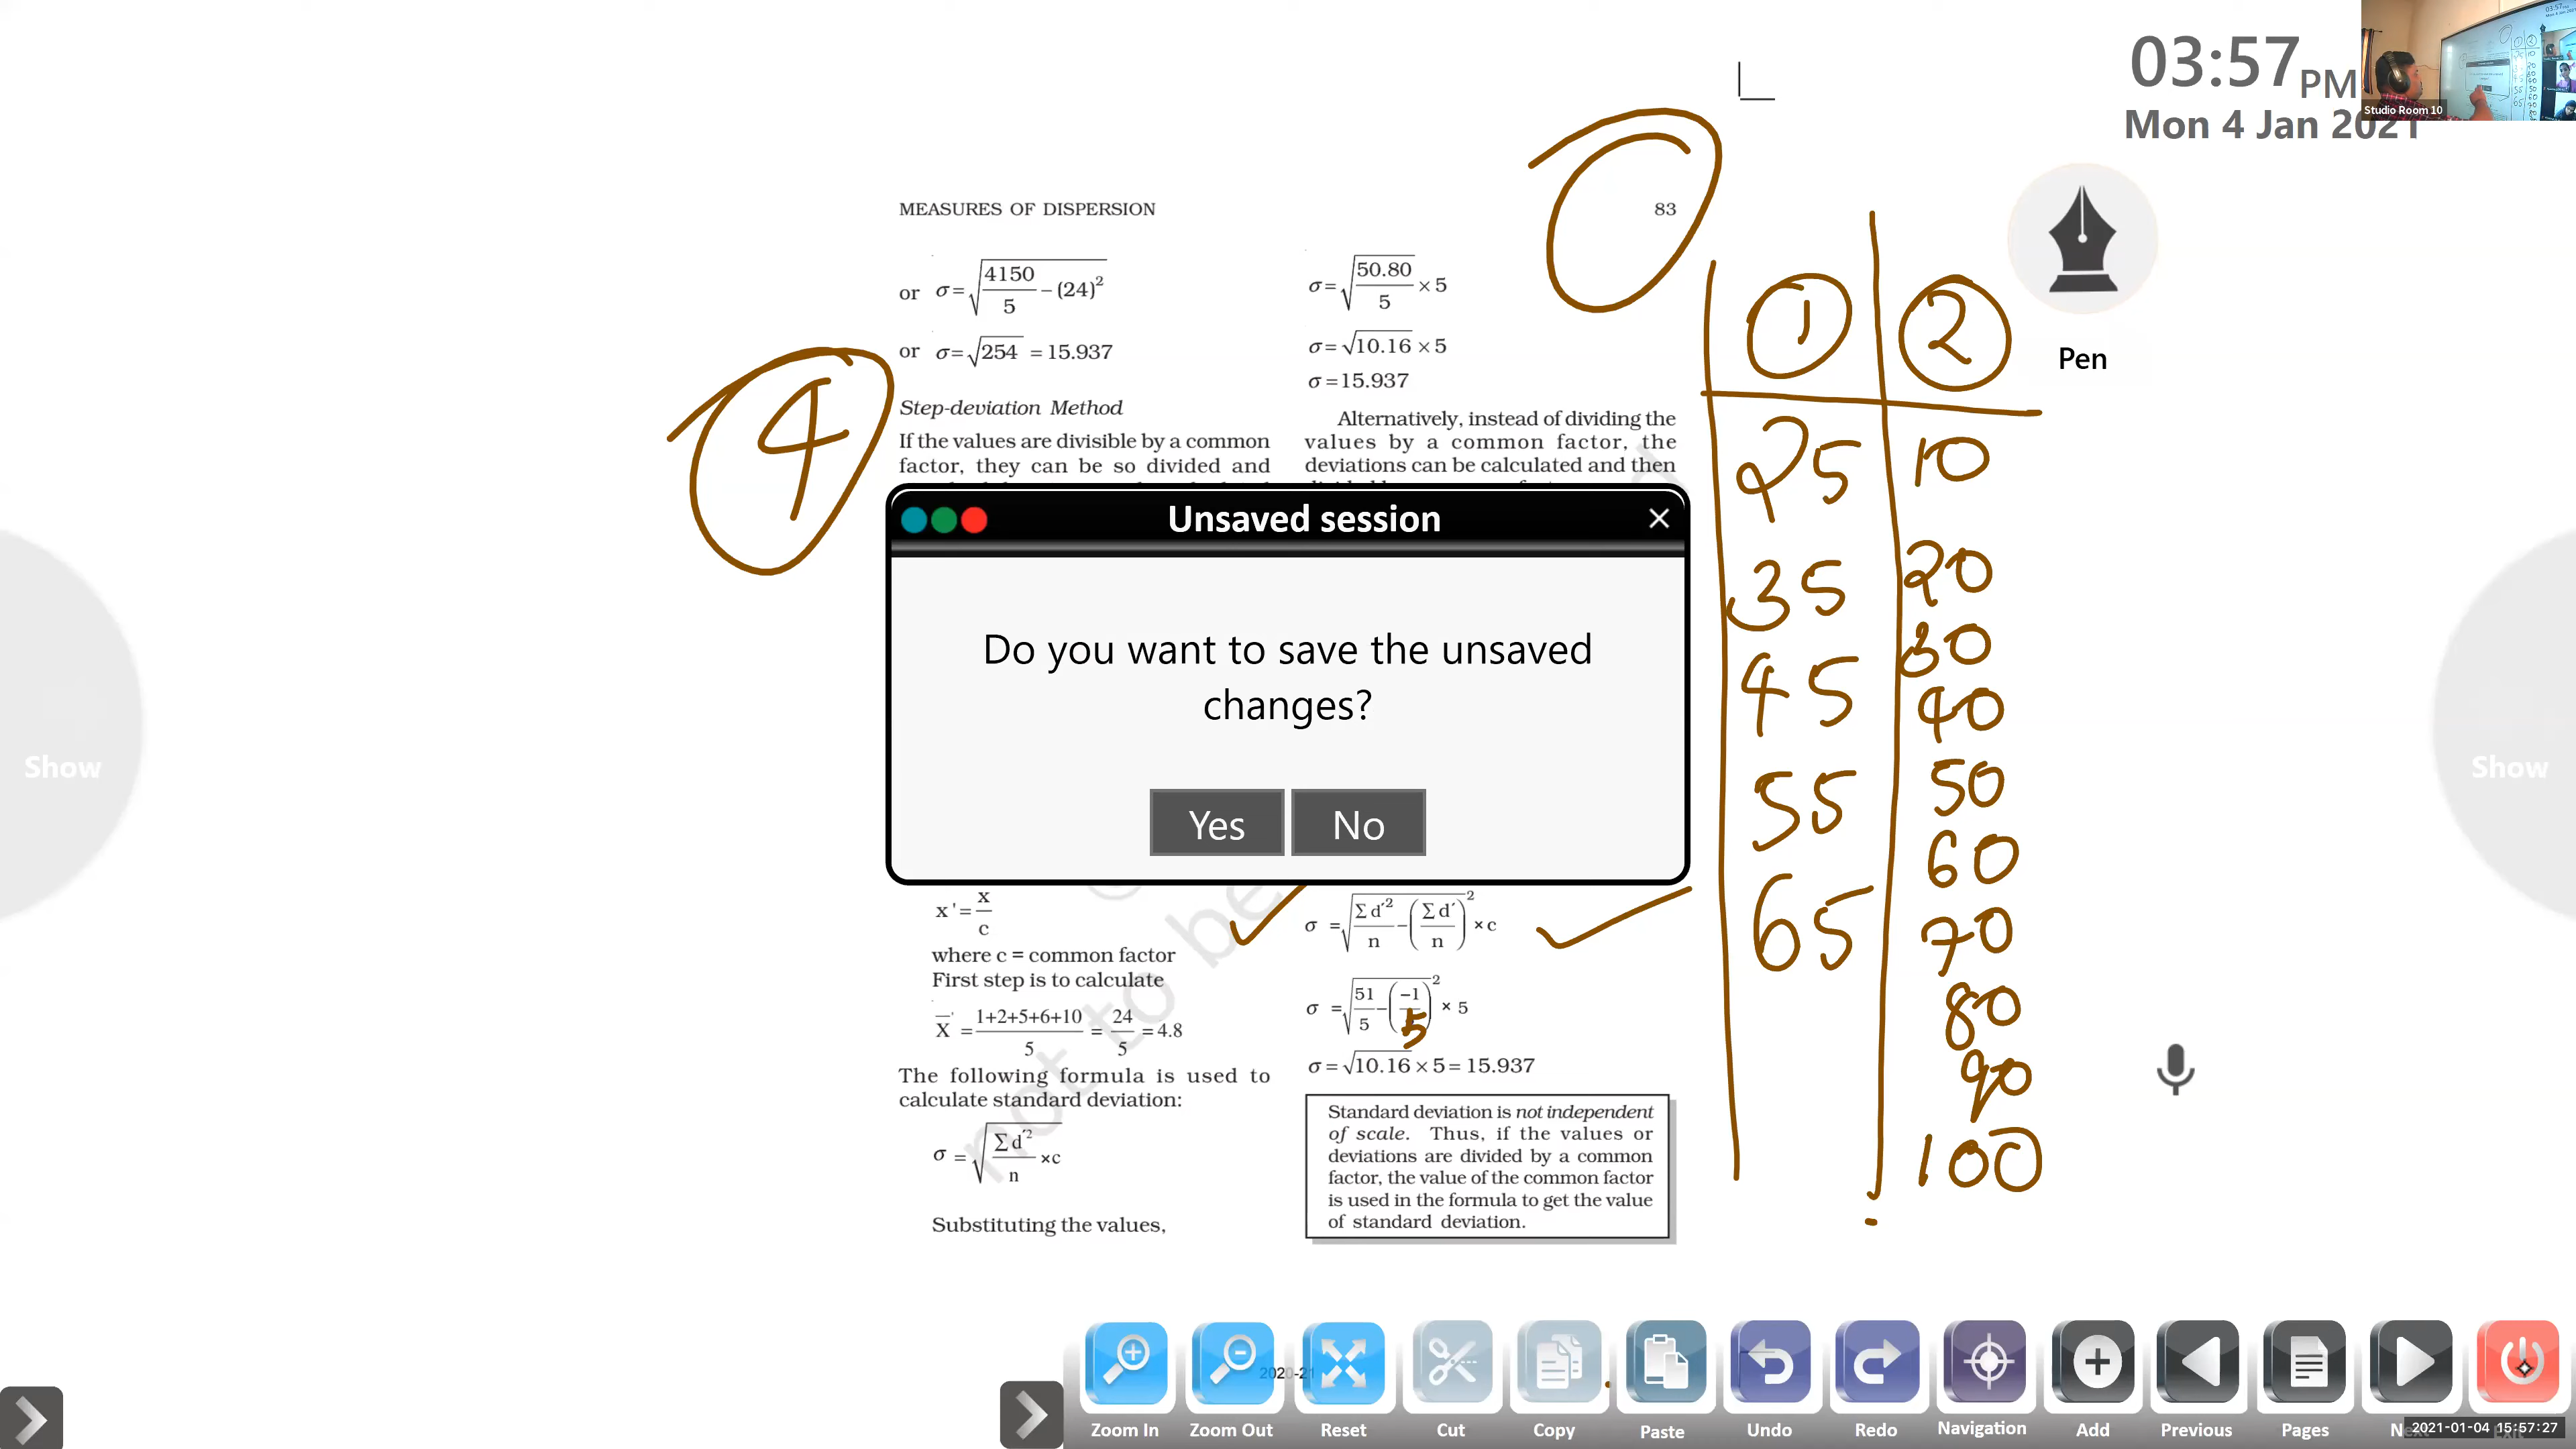 03:57 PM
Mon 4 Jan 2021
Studio Room 10
Pen
MEASURES OF DISPERSION 83
or σ = √(4150/5 − (24)²)
or σ = √254 = 15.937
Step-deviation Method
If the values are divisible by a common
factor, they can be so divided and
σ = √(50.80/5) × 5
σ = √10.16 × 5
σ = 15.937
Alternatively, instead of dividing the
values by a common factor, the
deviations can be calculated and then
4
Unsaved session
Do you want to save the unsaved
changes?
Yes No
x' = x/c
where c = common factor
First step is to calculate
X̄' = (1+2+5+6+10)/5 = 24/5 = 4.8
The following formula is used to
calculate standard deviation:
σ = √(Σd'²/n) ×c
Substituting the values,
σ = √(Σd'²/n − (Σd'/n)²) ×c
σ = √(51/5 − (−1/5)²) × 5
σ = √10.16 × 5 = 15.937
Standard deviation is not independent
of scale. Thus, if the values or
deviations are divided by a common
factor, the value of the common factor
is used in the formula to get the value
of standard deviation.
not to be
1 2
25 10
35 20
45 30
55 40
65 50
60
70
80
90
100
Show
Show
2020-21
Zoom In Zoom Out Reset Cut Copy Paste Undo Redo Navigation Add Previous Pages
2021-01-04 15:57:27